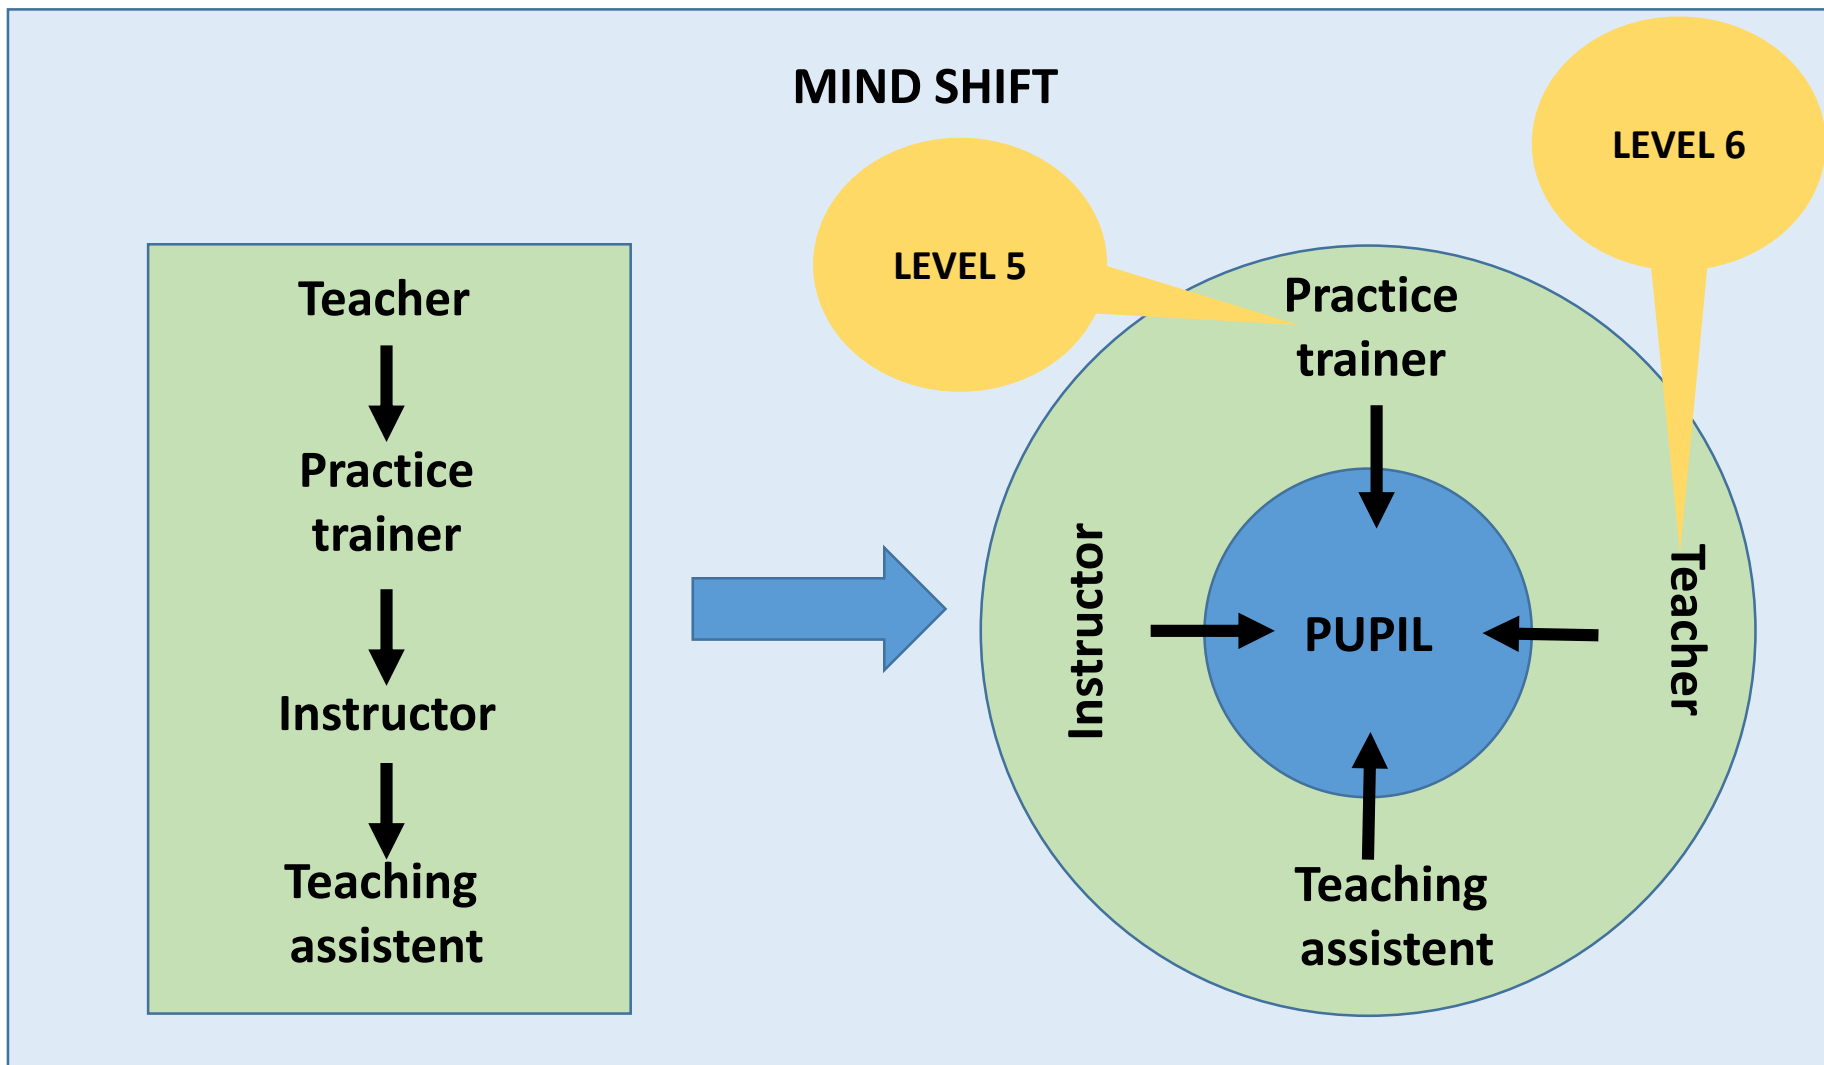 MIND SHIFT
LEVEL 6
LEVEL 5
Teacher
Practice
trainer
Instructor
Teaching
assistent
Practice
trainer
Instructor
PUPIL
Teacher
Teaching
assistent